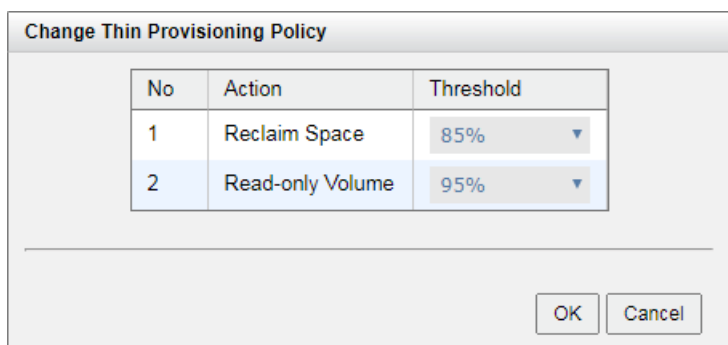 Change Thin Provisioning Policy
No Action Threshold
1 Reclaim Space 85%
2 Read-only Volume 95%
OK Cancel